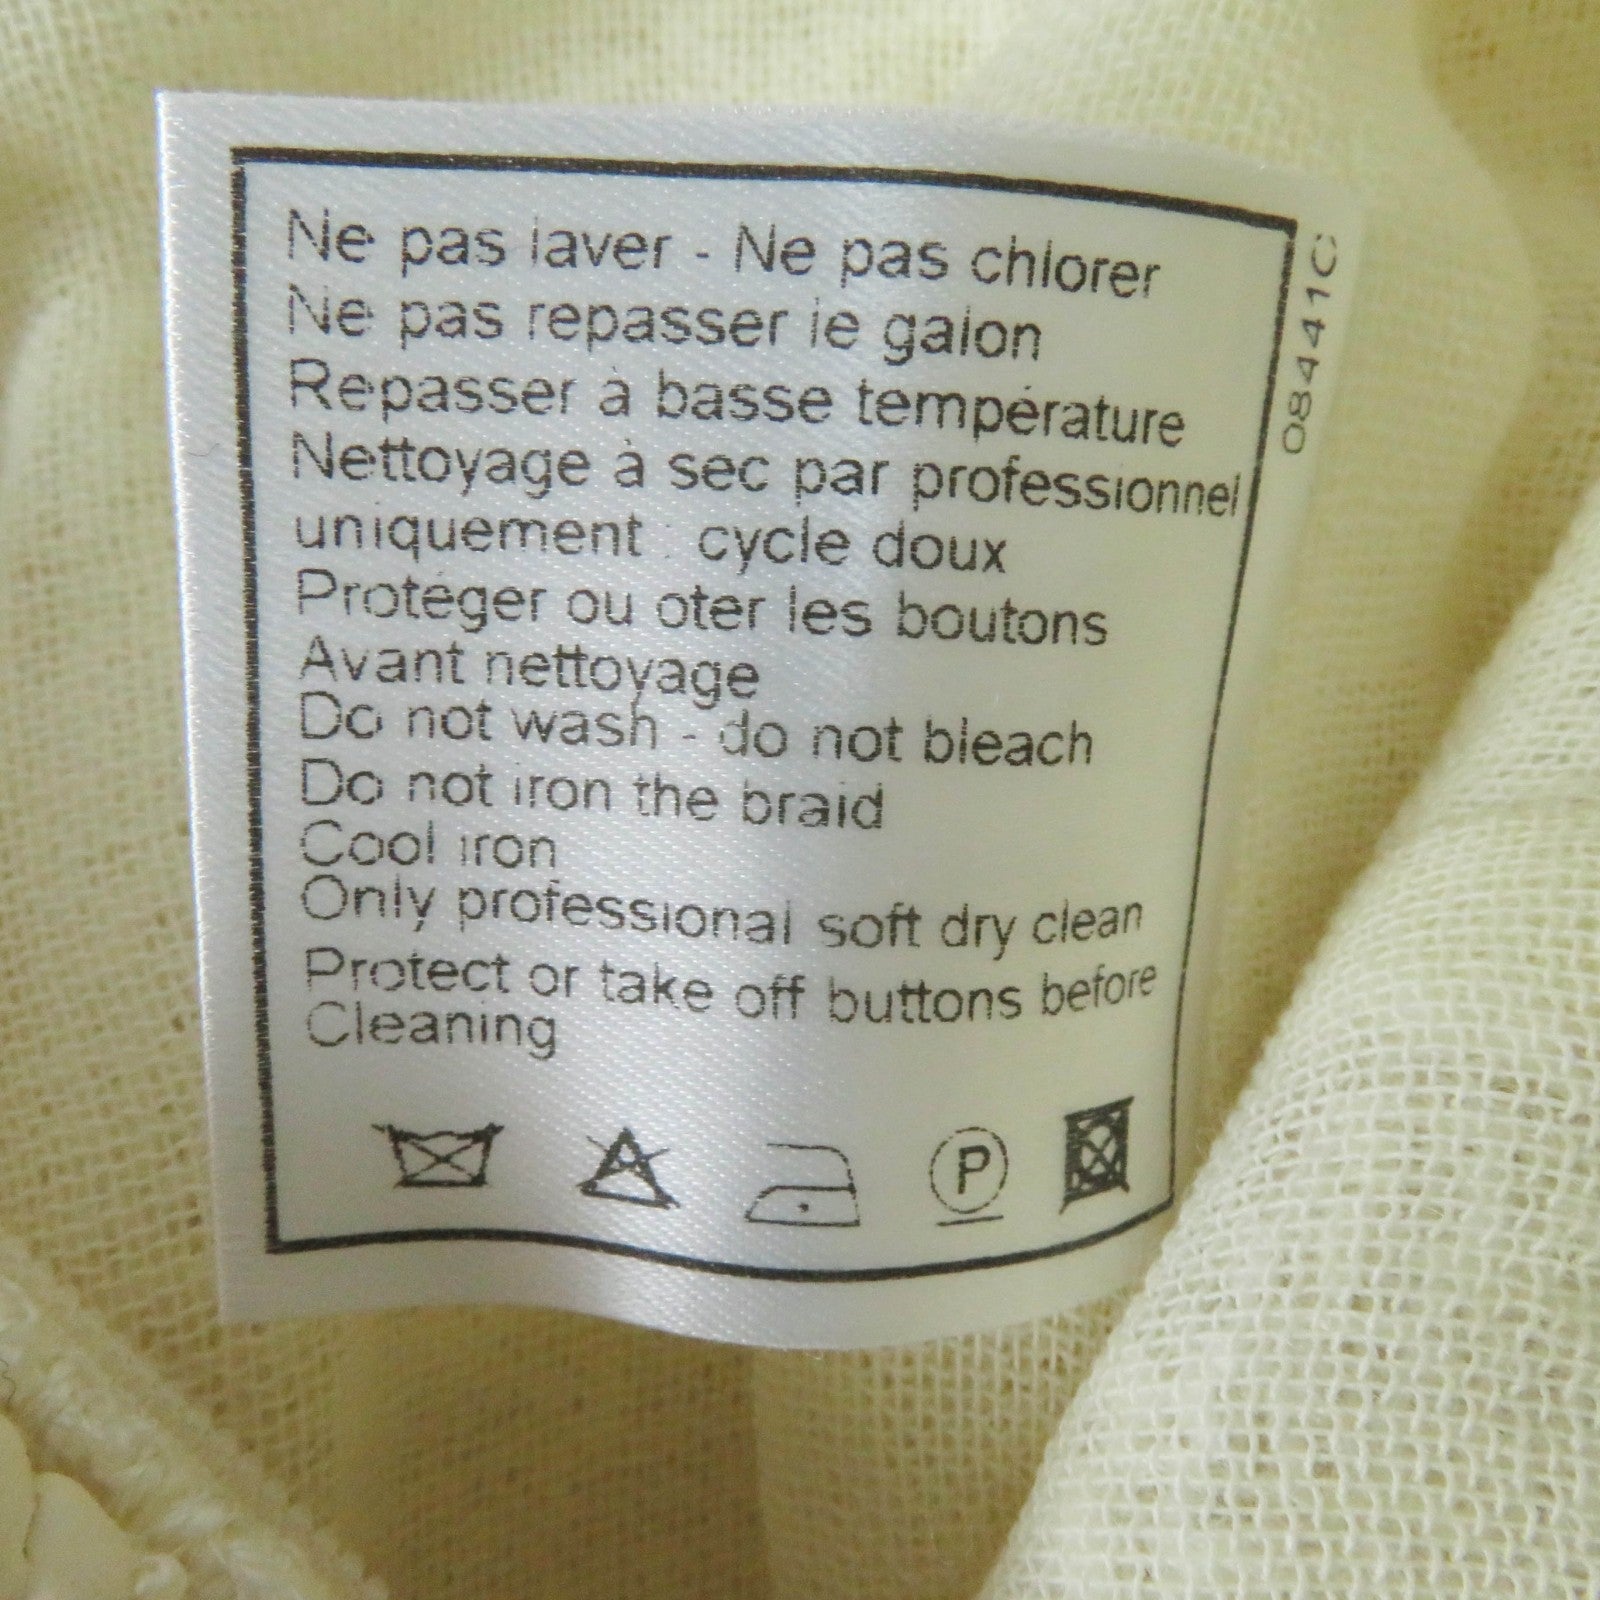 Ne pas laver - Ne pas chlorer
Ne pas repasser le galon
Repasser à basse température
Nettoyage à sec par professionnel
uniquement : cycle doux
Protéger ou oter les boutons
Avant nettoyage
Do not wash - do not bleach
Do not iron the braid
Cool iron
Only professional soft dry clean
Protect or take off buttons before
Cleaning
P
08441C